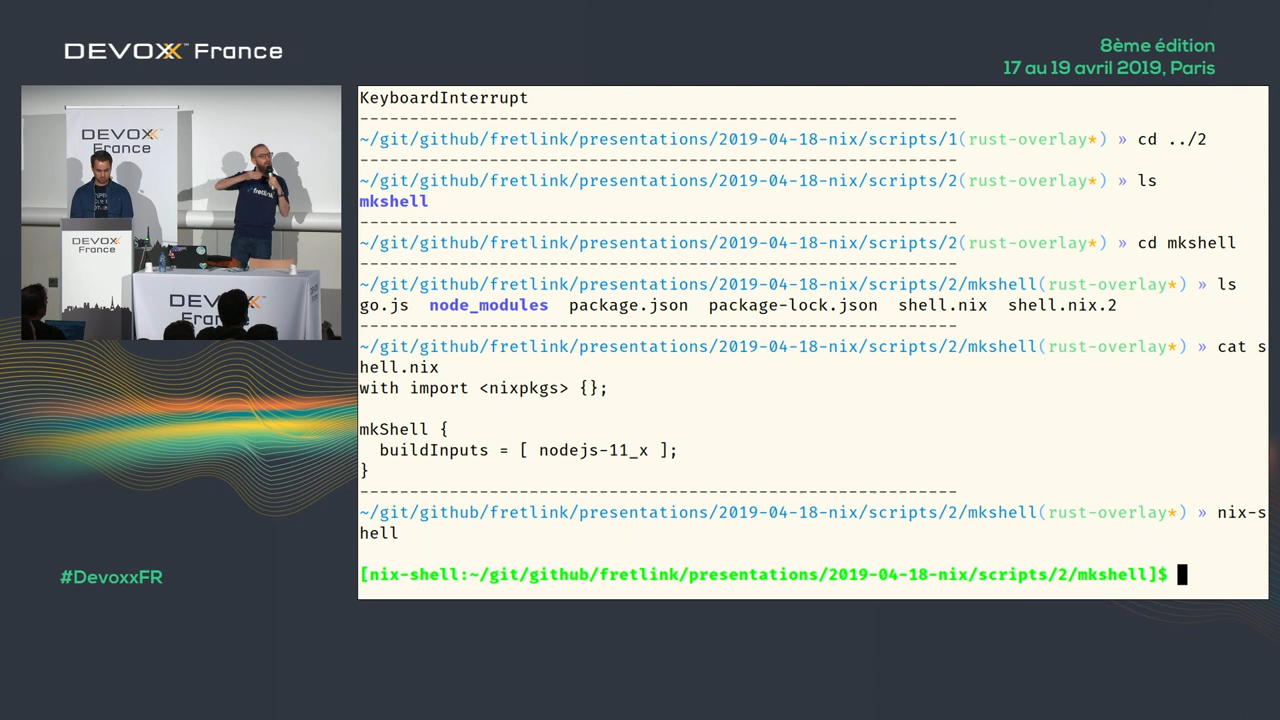 DEVOXX™ France
8ème édition
17 au 19 avril 2019, Paris
DEVOXX
France
fretlink
DEVOXX
France
DEVOXX
KeyboardInterrupt
------------------------------------------------------------
~/git/github/fretlink/presentations/2019-04-18-nix/scripts/1(rust-overlay*) » cd ../2
------------------------------------------------------------
~/git/github/fretlink/presentations/2019-04-18-nix/scripts/2(rust-overlay*) » ls
mkshell
------------------------------------------------------------
~/git/github/fretlink/presentations/2019-04-18-nix/scripts/2(rust-overlay*) » cd mkshell
------------------------------------------------------------
~/git/github/fretlink/presentations/2019-04-18-nix/scripts/2/mkshell(rust-overlay*) » ls
go.js  node_modules  package.json  package-lock.json  shell.nix  shell.nix.2
------------------------------------------------------------
~/git/github/fretlink/presentations/2019-04-18-nix/scripts/2/mkshell(rust-overlay*) » cat s
hell.nix
with import <nixpkgs> {};
mkShell {
  buildInputs = [ nodejs-11_x ];
}
------------------------------------------------------------
~/git/github/fretlink/presentations/2019-04-18-nix/scripts/2/mkshell(rust-overlay*) » nix-s
hell
[nix-shell:~/git/github/fretlink/presentations/2019-04-18-nix/scripts/2/mkshell]$
#DevoxxFR